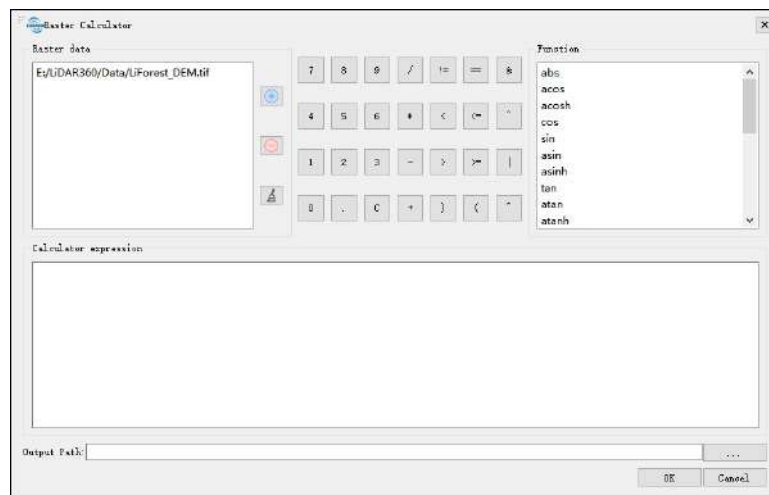 Raster Calculator
Raster data
E:/LiDAR360/Data/LiForest_DEM.tif
7 8 9 / != == &
4 5 6 * < <=
1 2 3 - > >= |
0 . C + ) (
Function
abs
acos
acosh
cos
sin
asin
asinh
tan
atan
atanh
Calculator expression
Output Path:
...
OK Cancel